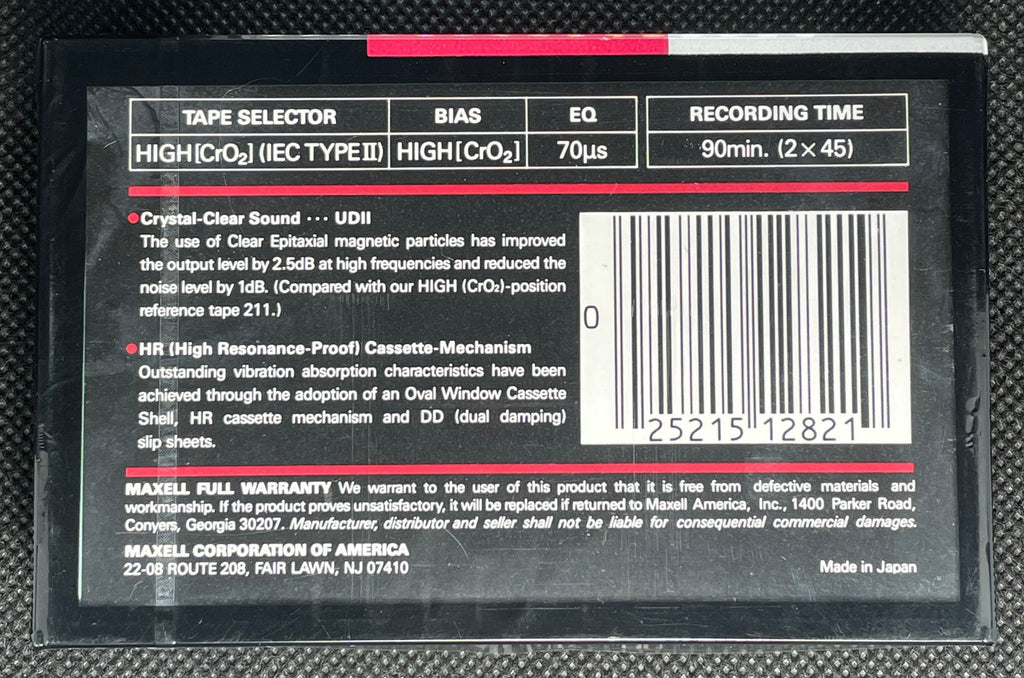 TAPE SELECTOR BIAS EQ RECORDING TIME
HIGH[CrO₂] (IEC TYPEⅡ) HIGH[CrO₂] 70µs 90min. (2×45)
●Crystal-Clear Sound ··· UDII
The use of Clear Epitaxial magnetic particles has improved
the output level by 2.5dB at high frequencies and reduced the
noise level by 1dB. (Compared with our HIGH (CrO₂)-position
reference tape 211.)
●HR (High Resonance-Proof) Cassette-Mechanism
Outstanding vibration absorption characteristics have been
achieved through the adoption of an Oval Window Cassette
Shell, HR cassette mechanism and DD (dual damping)
slip sheets.
0 25215 12821
MAXELL FULL WARRANTY We warrant to the user of this product that it is free from defective materials and
workmanship. If the product proves unsatisfactory, it will be replaced if returned to Maxell America, Inc., 1400 Parker Road,
Conyers, Georgia 30207. Manufacturer, distributor and seller shall not be liable for consequential commercial damages.
MAXELL CORPORATION OF AMERICA
22-08 ROUTE 208, FAIR LAWN, NJ 07410
Made in Japan